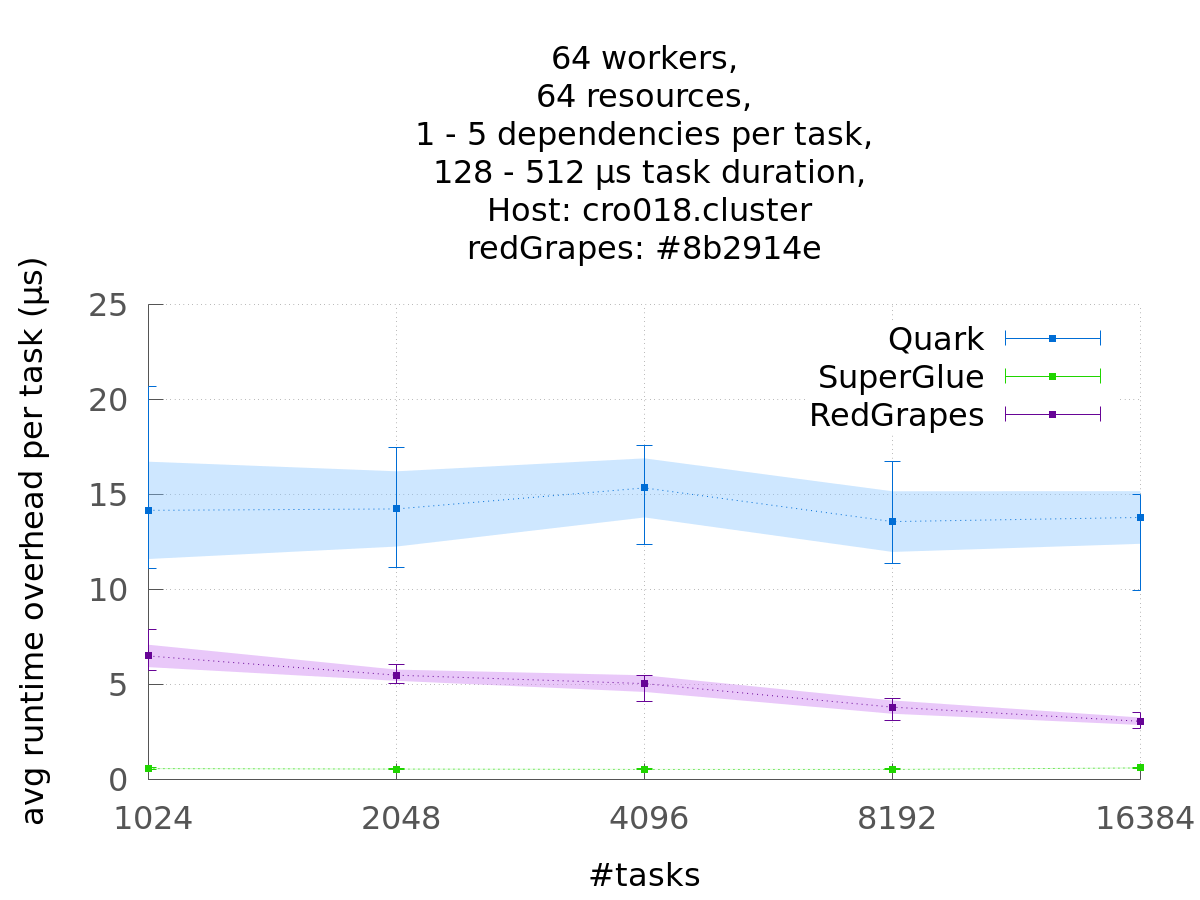 64 workers,
64 resources,
1 - 5 dependencies per task,
128 - 512 µs task duration,
Host: cro018.cluster
redGrapes: #8b2914e
avg runtime overhead per task (µs)
25
20
15
10
5
0
Quark
SuperGlue
RedGrapes
1024 2048 4096 8192 16384
#tasks